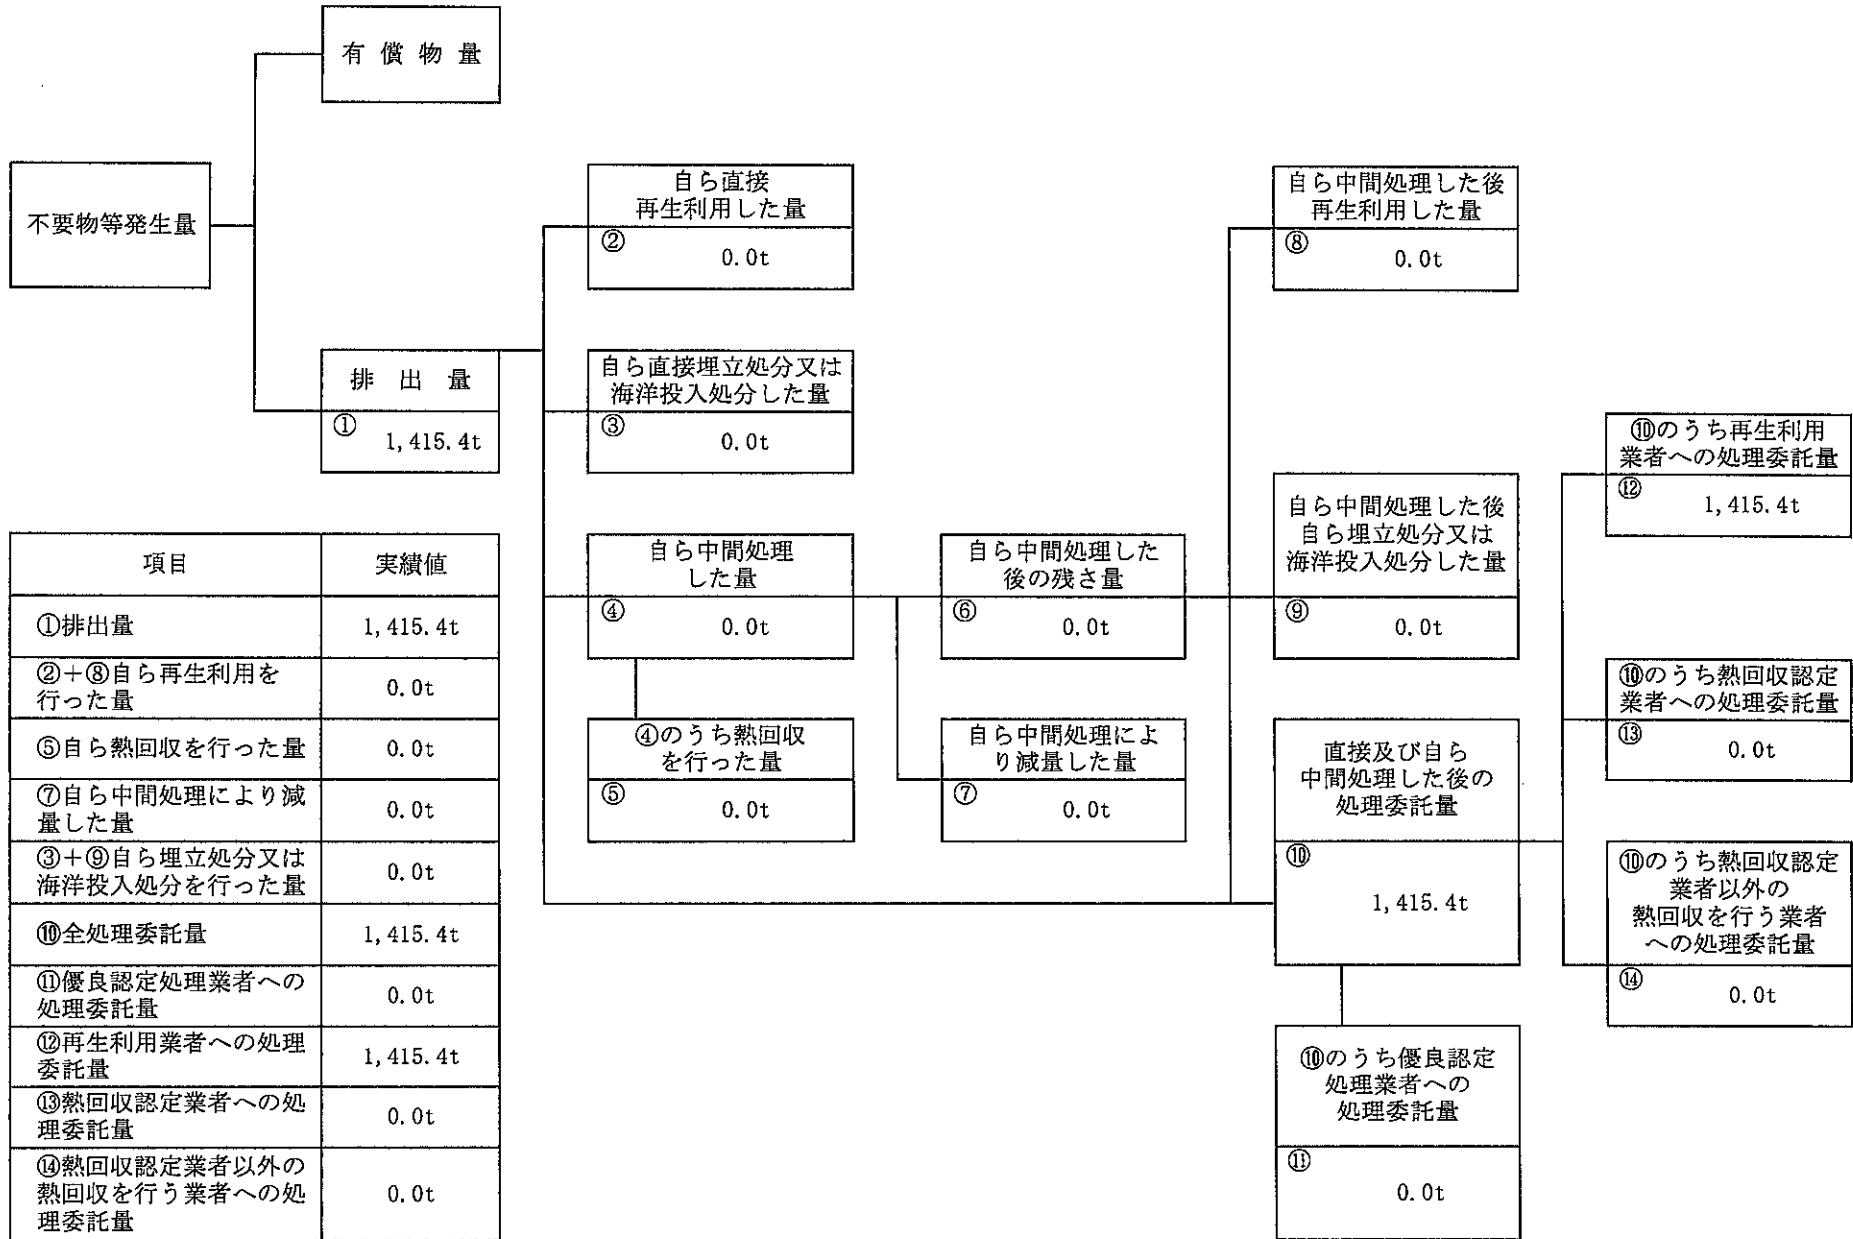 有償物量
不要物等発生量
排出量
①
1,415.4t
自ら直接
再生利用した量
②
0.0t
自ら直接埋立処分又は
海洋投入処分した量
③
0.0t
自ら中間処理
した量
④
0.0t
④のうち熱回収
を行った量
⑤
0.0t
自ら中間処理した
後の残さ量
⑥
0.0t
自ら中間処理によ
り減量した量
⑦
0.0t
自ら中間処理した後
再生利用した量
⑧
0.0t
自ら中間処理した後
自ら埋立処分又は
海洋投入処分した量
⑨
0.0t
直接及び自ら
中間処理した後の
処理委託量
⑩
1,415.4t
⑩のうち優良認定
処理業者への
処理委託量
⑪
0.0t
⑩のうち再生利用
業者への処理委託量
⑫
1,415.4t
⑩のうち熱回収認定
業者への処理委託量
⑬
0.0t
⑩のうち熱回収認定
業者以外の
熱回収を行う業者
への処理委託量
⑭
0.0t
項目 実績値
①排出量 1,415.4t
②＋⑧自ら再生利用を
行った量 0.0t
⑤自ら熱回収を行った量 0.0t
⑦自ら中間処理により減
量した量 0.0t
③＋⑨自ら埋立処分又は
海洋投入処分を行った量 0.0t
⑩全処理委託量 1,415.4t
⑪優良認定処理業者への
処理委託量 0.0t
⑫再生利用業者への処理
委託量 1,415.4t
⑬熱回収認定業者への処
理委託量 0.0t
⑭熱回収認定業者以外の
熱回収を行う業者への処
理委託量 0.0t